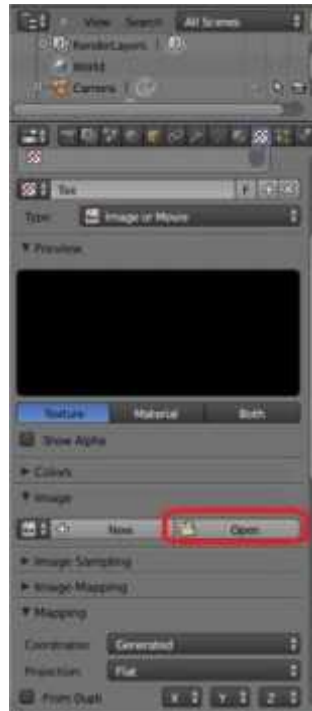 View Search All Scenes
RenderLayers
World
Camera
Tex F
Type: Image or Movie
Preview
Texture Material Both
Show Alpha
Colors
Image
New Open
Image Sampling
Image Mapping
Mapping
Coordinates: Generated
Projection: Flat
From Dupli X Y Z